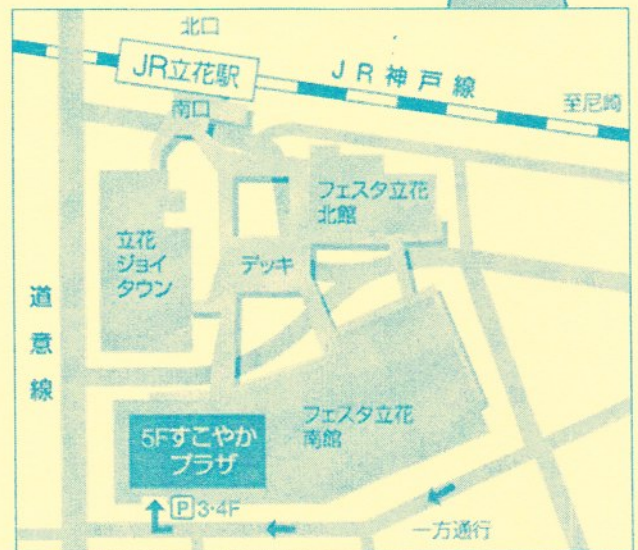 北口
JR立花駅
JR神戸線
至尼崎
南口
フェスタ立花
北館
立花
ジョイ
タウン
デッキ
道意線
フェスタ立花
南館
5Fすこやか
プラザ
P3・4F
一方通行